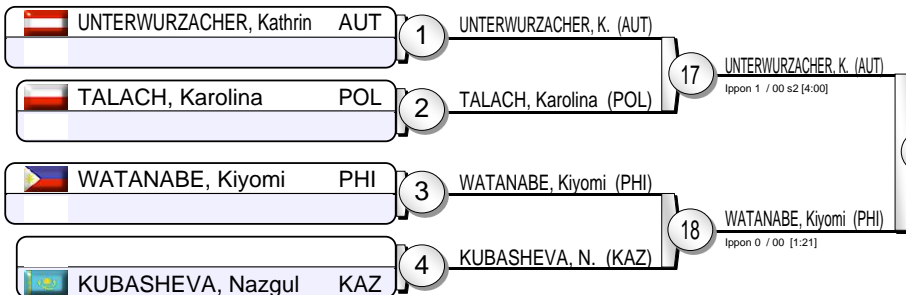 UNTERWURZACHER, Kathrin AUT
1
UNTERWURZACHER, K. (AUT)
17
UNTERWURZACHER, K. (AUT)
Ippon 1 / 00 s2 [4:00]
TALACH, Karolina POL
2
TALACH, Karolina (POL)
WATANABE, Kiyomi PHI
3
WATANABE, Kiyomi (PHI)
18
WATANABE, Kiyomi (PHI)
Ippon 0 / 00 [1:21]
KUBASHEVA, Nazgul KAZ
4
KUBASHEVA, N. (KAZ)